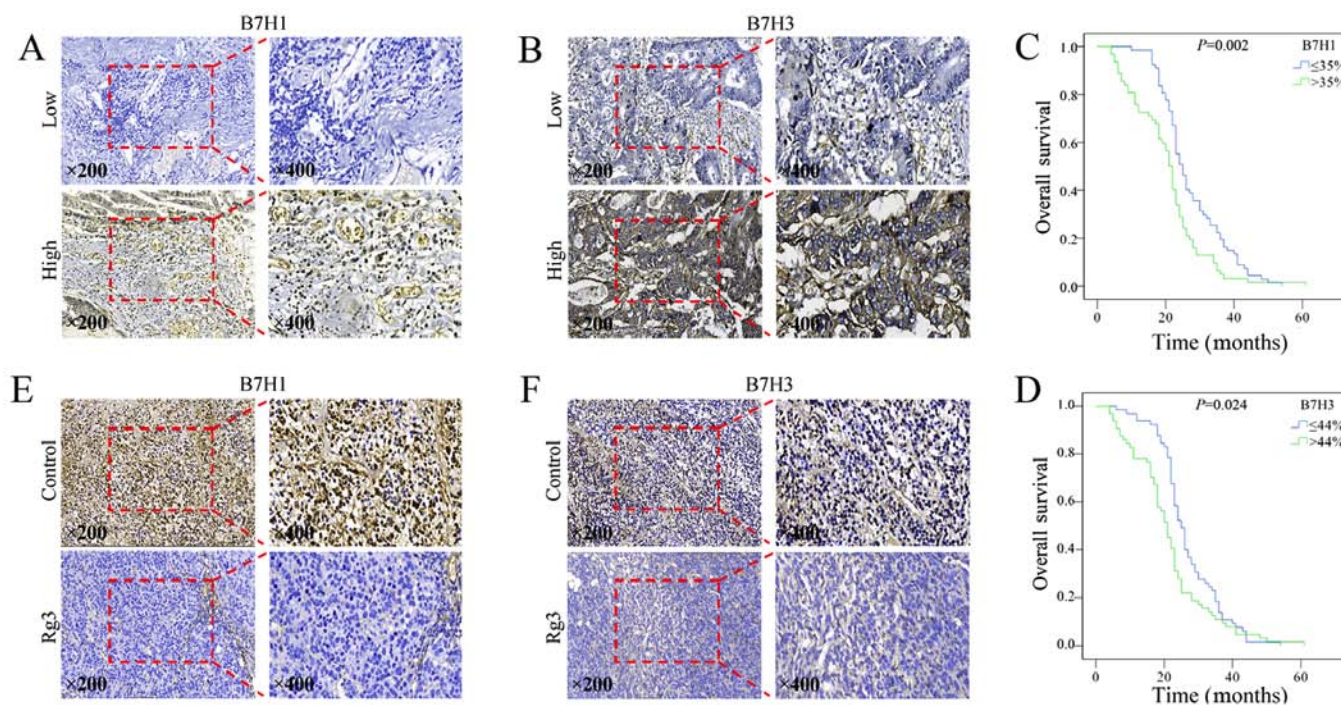 A
B7H1
Low
×200
×400
High
×200
×400
B
B7H3
×200
×400
×200
×400
C
P=0.002
B7H1
≤35%
>35%
Overall survival
1.0
0.8
0.6
0.4
0.2
0.0
0 20 40 60
Time (months)
E
B7H1
Control
×200
×400
Rg3
×200
×400
F
B7H3
Control
×200
×400
Rg3
×200
×400
D
P=0.024
B7H3
≤44%
>44%
Overall survival
1.0
0.8
0.6
0.4
0.2
0.0
0 20 40 60
Time (months)